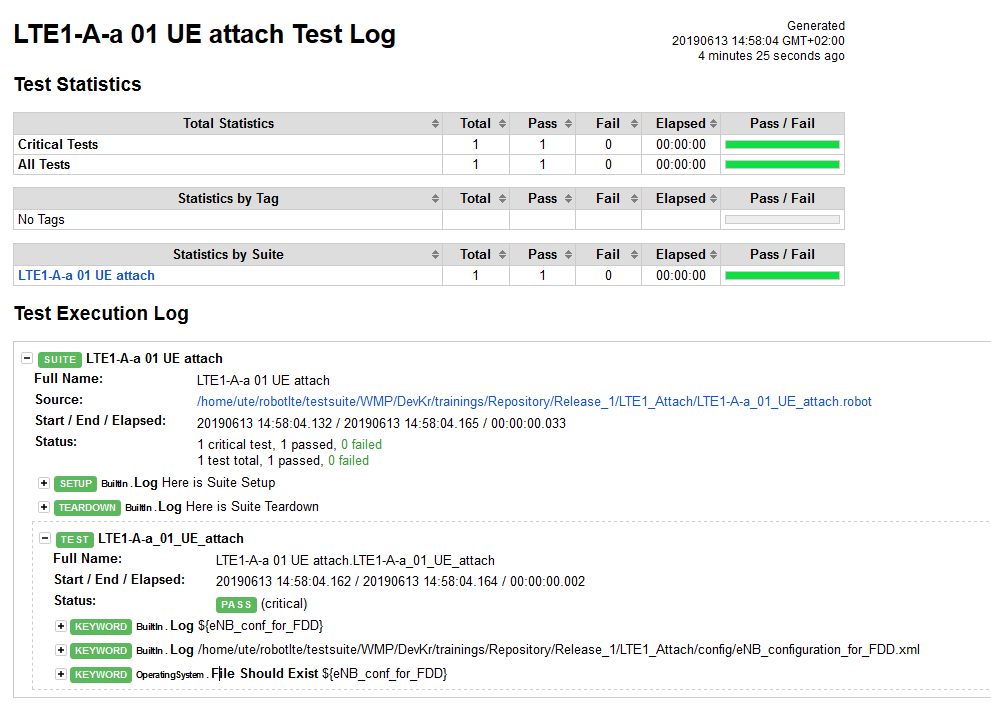 LTE1-A-a 01 UE attach Test Log
Generated
20190613 14:58:04 GMT+02:00
4 minutes 25 seconds ago
Test Statistics
Total Statistics Total Pass Fail Elapsed Pass / Fail
Critical Tests 1 1 0 00:00:00
All Tests 1 1 0 00:00:00
Statistics by Tag Total Pass Fail Elapsed Pass / Fail
No Tags
Statistics by Suite Total Pass Fail Elapsed Pass / Fail
LTE1-A-a 01 UE attach 1 1 0 00:00:00
Test Execution Log
SUITE LTE1-A-a 01 UE attach
Full Name: LTE1-A-a 01 UE attach
Source: /home/ute/robotlte/testsuite/WMP/DevKr/trainings/Repository/Release_1/LTE1_Attach/LTE1-A-a_01_UE_attach.robot
Start / End / Elapsed: 20190613 14:58:04.132 / 20190613 14:58:04.165 / 00:00:00.033
Status: 1 critical test, 1 passed, 0 failed
1 test total, 1 passed, 0 failed
SETUP BuiltIn . Log Here is Suite Setup
TEARDOWN BuiltIn . Log Here is Suite Teardown
TEST LTE1-A-a_01_UE_attach
Full Name: LTE1-A-a 01 UE attach.LTE1-A-a_01_UE_attach
Start / End / Elapsed: 20190613 14:58:04.162 / 20190613 14:58:04.164 / 00:00:00.002
Status: PASS (critical)
KEYWORD BuiltIn . Log ${eNB_conf_for_FDD}
KEYWORD BuiltIn . Log /home/ute/robotlte/testsuite/WMP/DevKr/trainings/Repository/Release_1/LTE1_Attach/config/eNB_configuration_for_FDD.xml
KEYWORD OperatingSystem . File Should Exist ${eNB_conf_for_FDD}